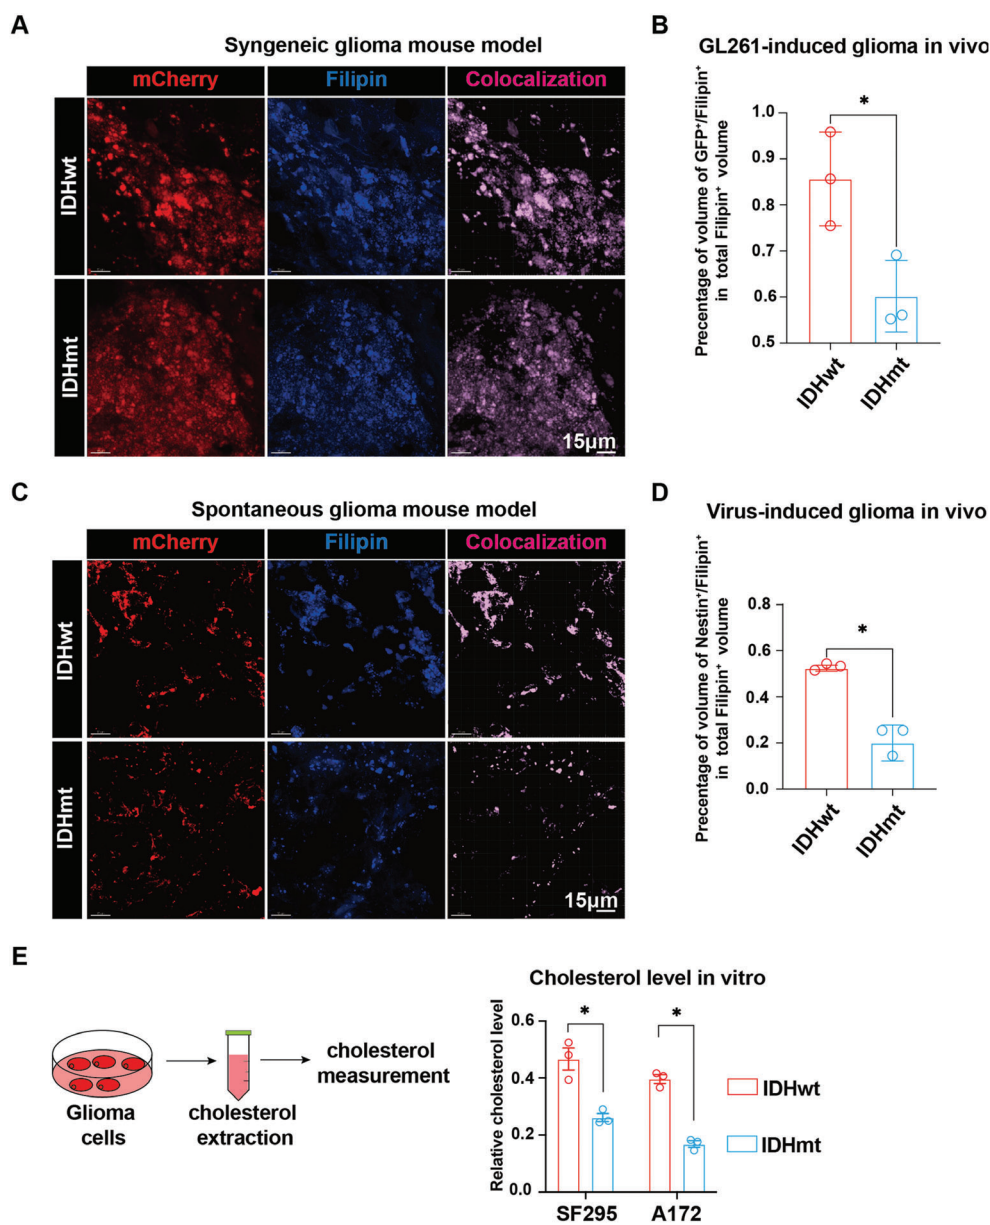 A
Syngeneic glioma mouse model
mCherry
Filipin
Colocalization
IDHwt
IDHmt
15μm
B
GL261-induced glioma in vivo
Precentage of volume of GFP⁺/Filipin⁺
in total Filipin⁺ volume
1.0
0.9
0.8
0.7
0.6
0.5
*
IDHwt
IDHmt
C
Spontaneous glioma mouse model
mCherry
Filipin
Colocalization
IDHwt
IDHmt
15μm
D
Virus-induced glioma in vivo
Precentage of volume of Nestin⁺/Filipin⁺
in total Filipin⁺ volume
0.8
0.6
0.4
0.2
0.0
*
IDHwt
IDHmt
E
Glioma
cells
cholesterol
extraction
cholesterol
measurement
Cholesterol level in vitro
Relative cholesterol level
0.6
0.4
0.2
0.0
*
*
SF295
A172
IDHwt
IDHmt